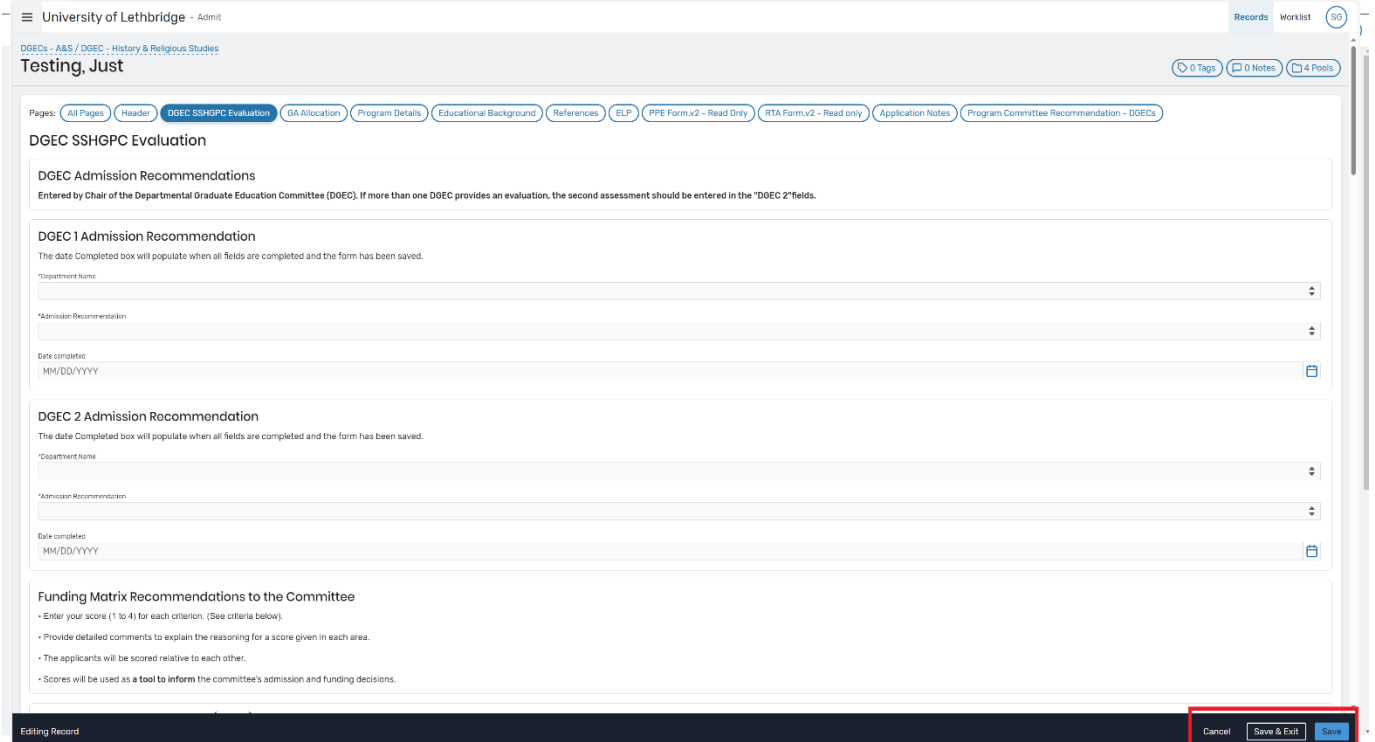 University of Lethbridge - Admit
Records Worklist SG
DGECs - A&S / DGEC - History & Religious Studies
Testing, Just
0 Tags 0 Notes 4 Pools
Pages: All Pages Header DGEC SSHGPC Evaluation GA Allocation Program Details Educational Background References ELP PPE Form.v2 - Read Only RTA Form.v2 - Read only Application Notes Program Committee Recommendation - DGECs
DGEC SSHGPC Evaluation
DGEC Admission Recommendations
Entered by Chair of the Departmental Graduate Education Committee (DGEC). If more than one DGEC provides an evaluation, the second assessment should be entered in the "DGEC 2"fields.
DGEC 1 Admission Recommendation
The date Completed box will populate when all fields are completed and the form has been saved.
*Department Name
*Admission Recommendation
Date completed
MM/DD/YYYY
DGEC 2 Admission Recommendation
The date Completed box will populate when all fields are completed and the form has been saved.
*Department Name
*Admission Recommendation
Date completed
MM/DD/YYYY
Funding Matrix Recommendations to the Committee
• Enter your score (1 to 4) for each criterion. (See criteria below).
• Provide detailed comments to explain the reasoning for a score given in each area.
• The applicants will be scored relative to each other.
• Scores will be used as a tool to inform the committee's admission and funding decisions.
Editing Record
Cancel Save & Exit Save